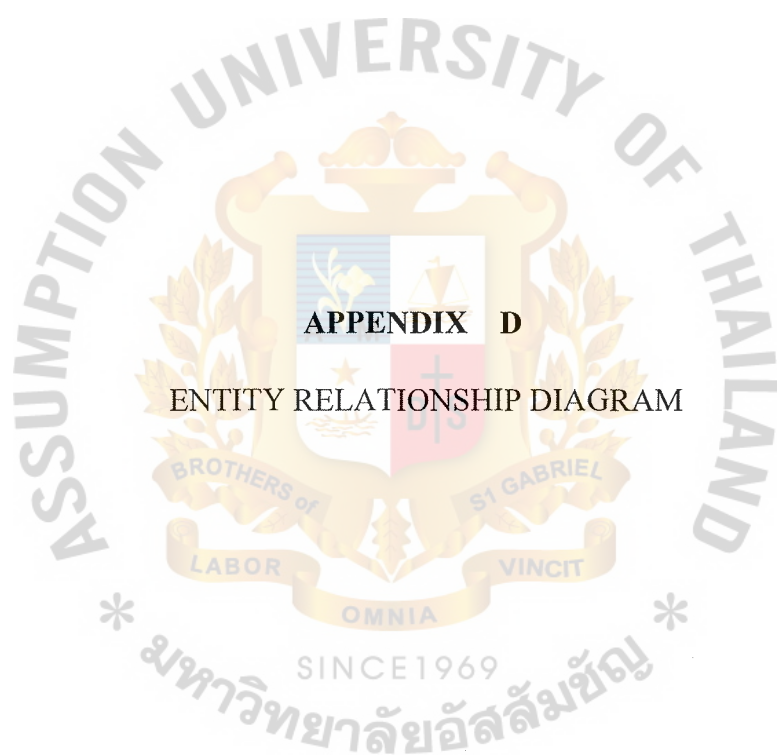 ASSUMPTION UNIVERSITY OF THAILAND
APPENDIX D
ENTITY RELATIONSHIP DIAGRAM
D S
BROTHERS of
S1 GABRIEL
LABOR
VINCIT
OMNIA
SINCE1969
มหาวิทยาลัยอัสสัมชัญ